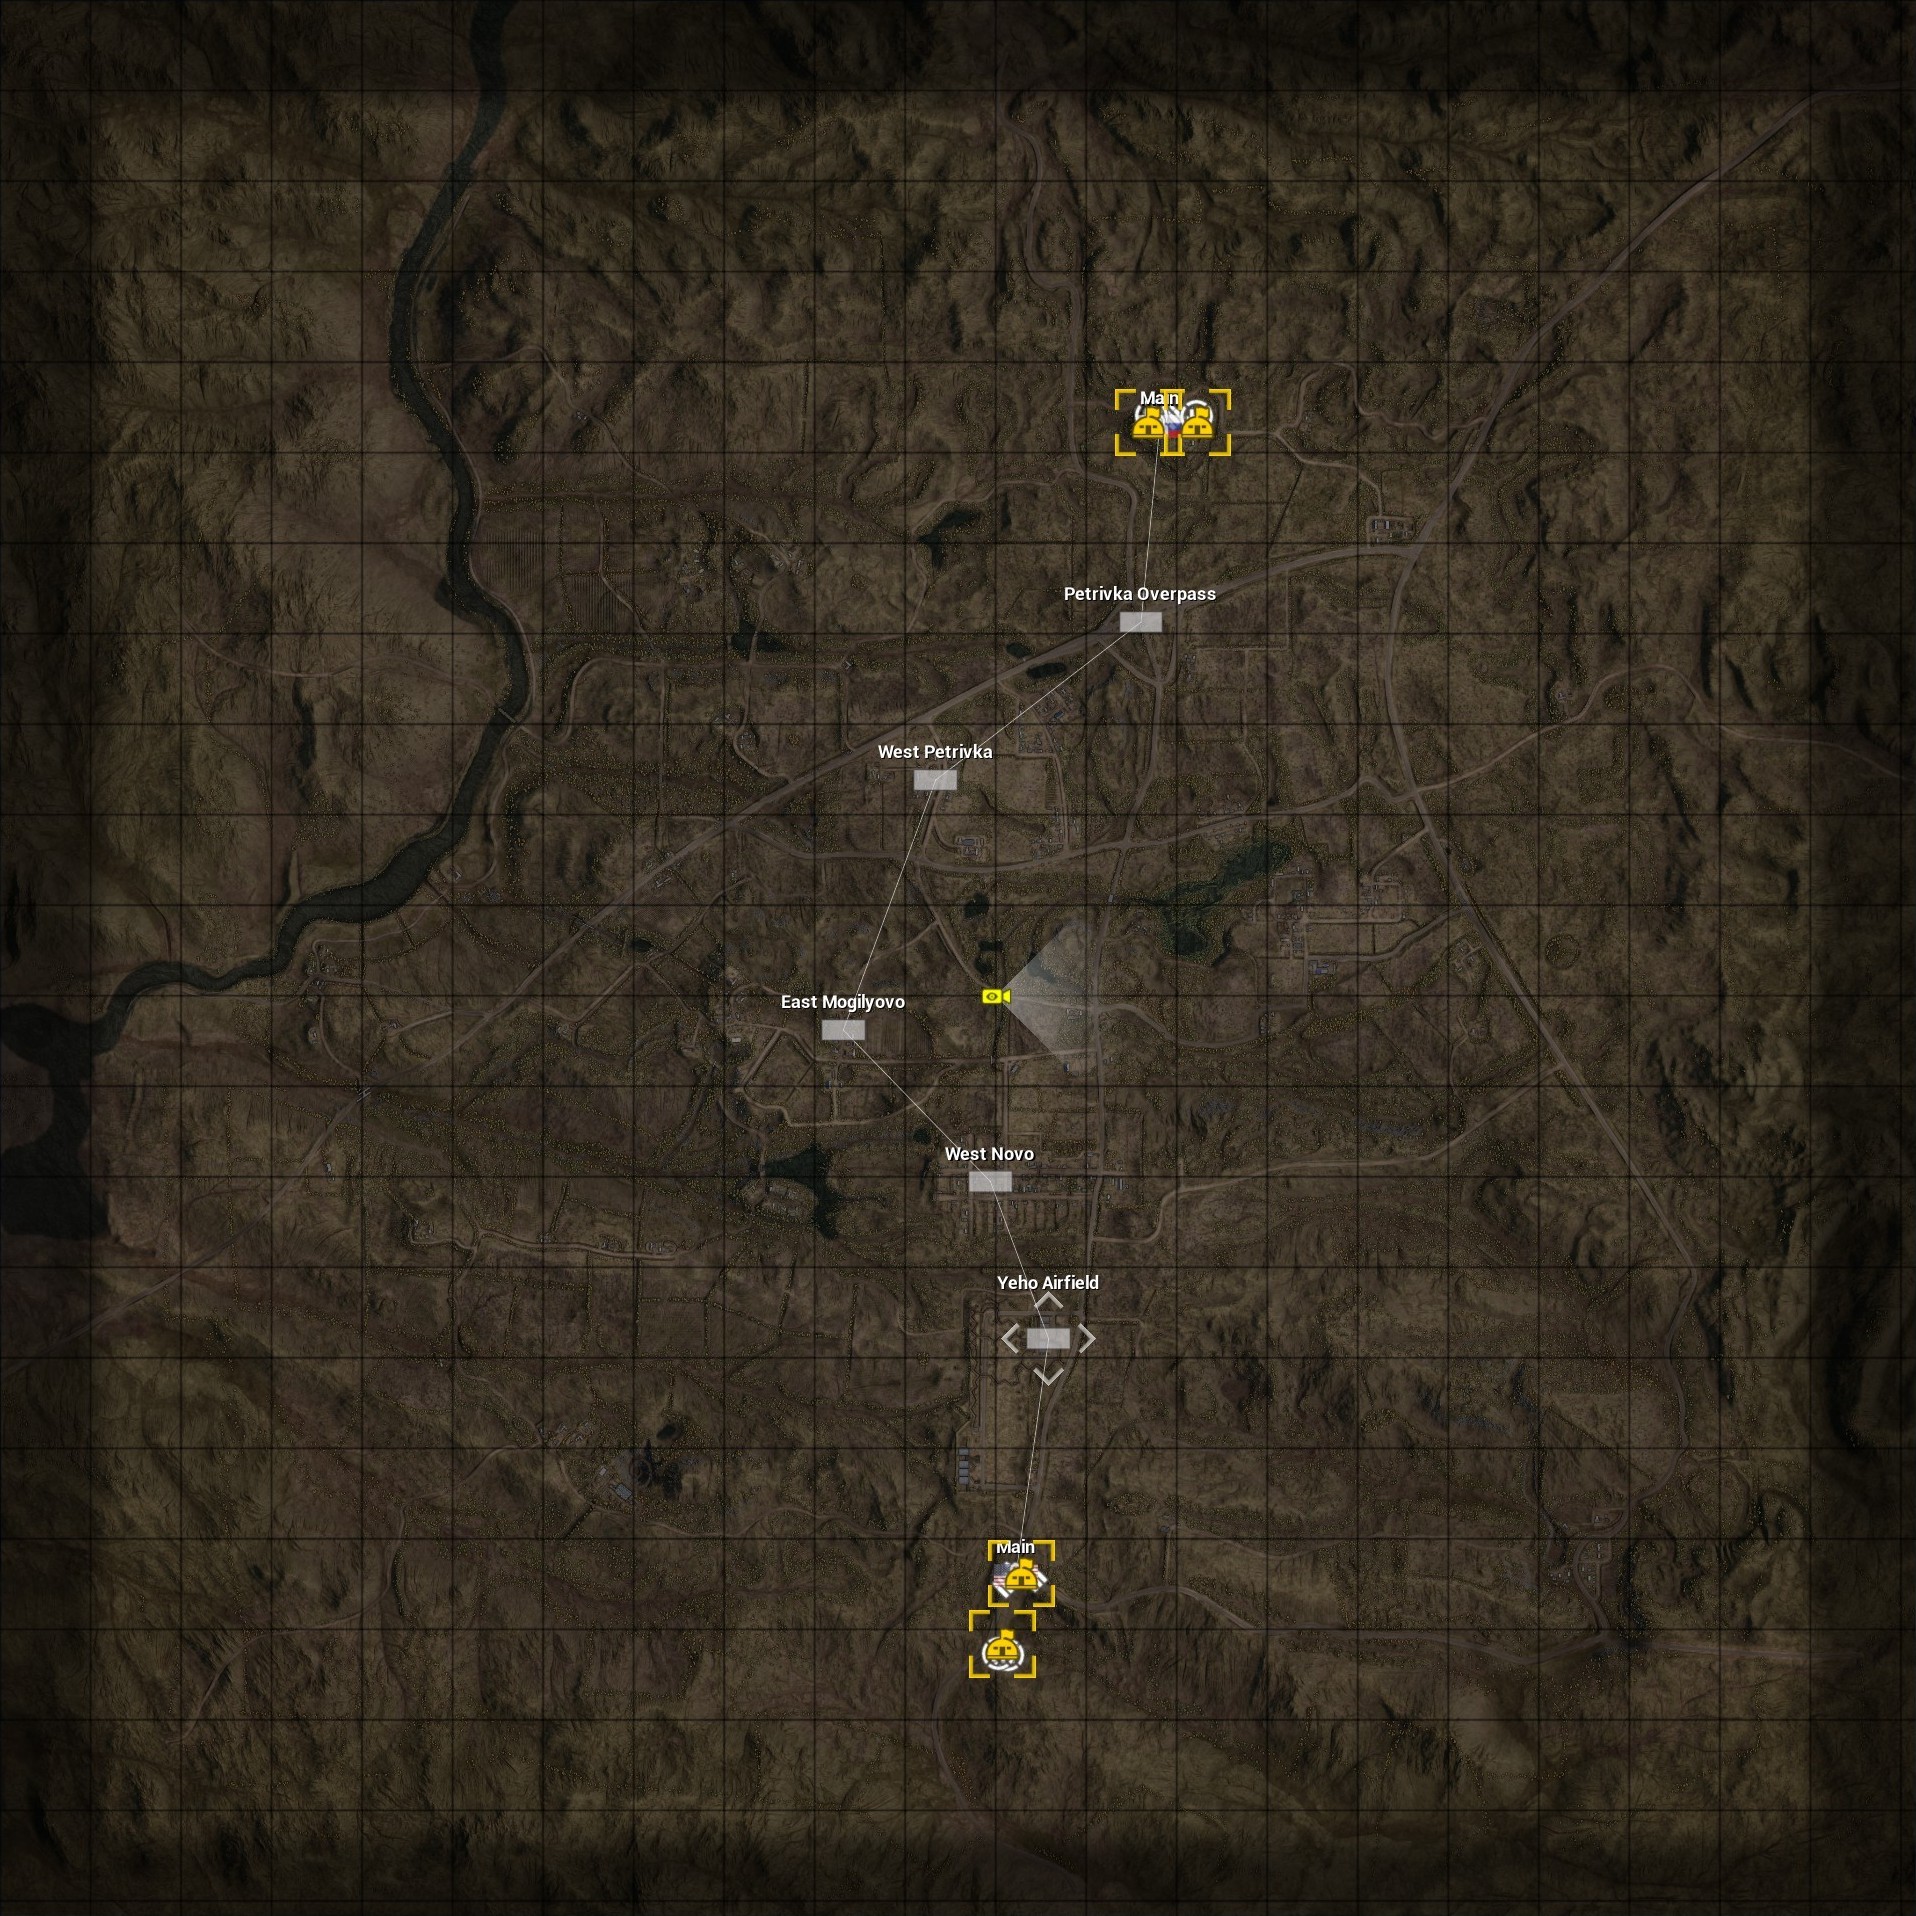 Main
Petrivka Overpass
West Petrivka
East Mogilyovo
West Novo
Yeho Airfield
Main